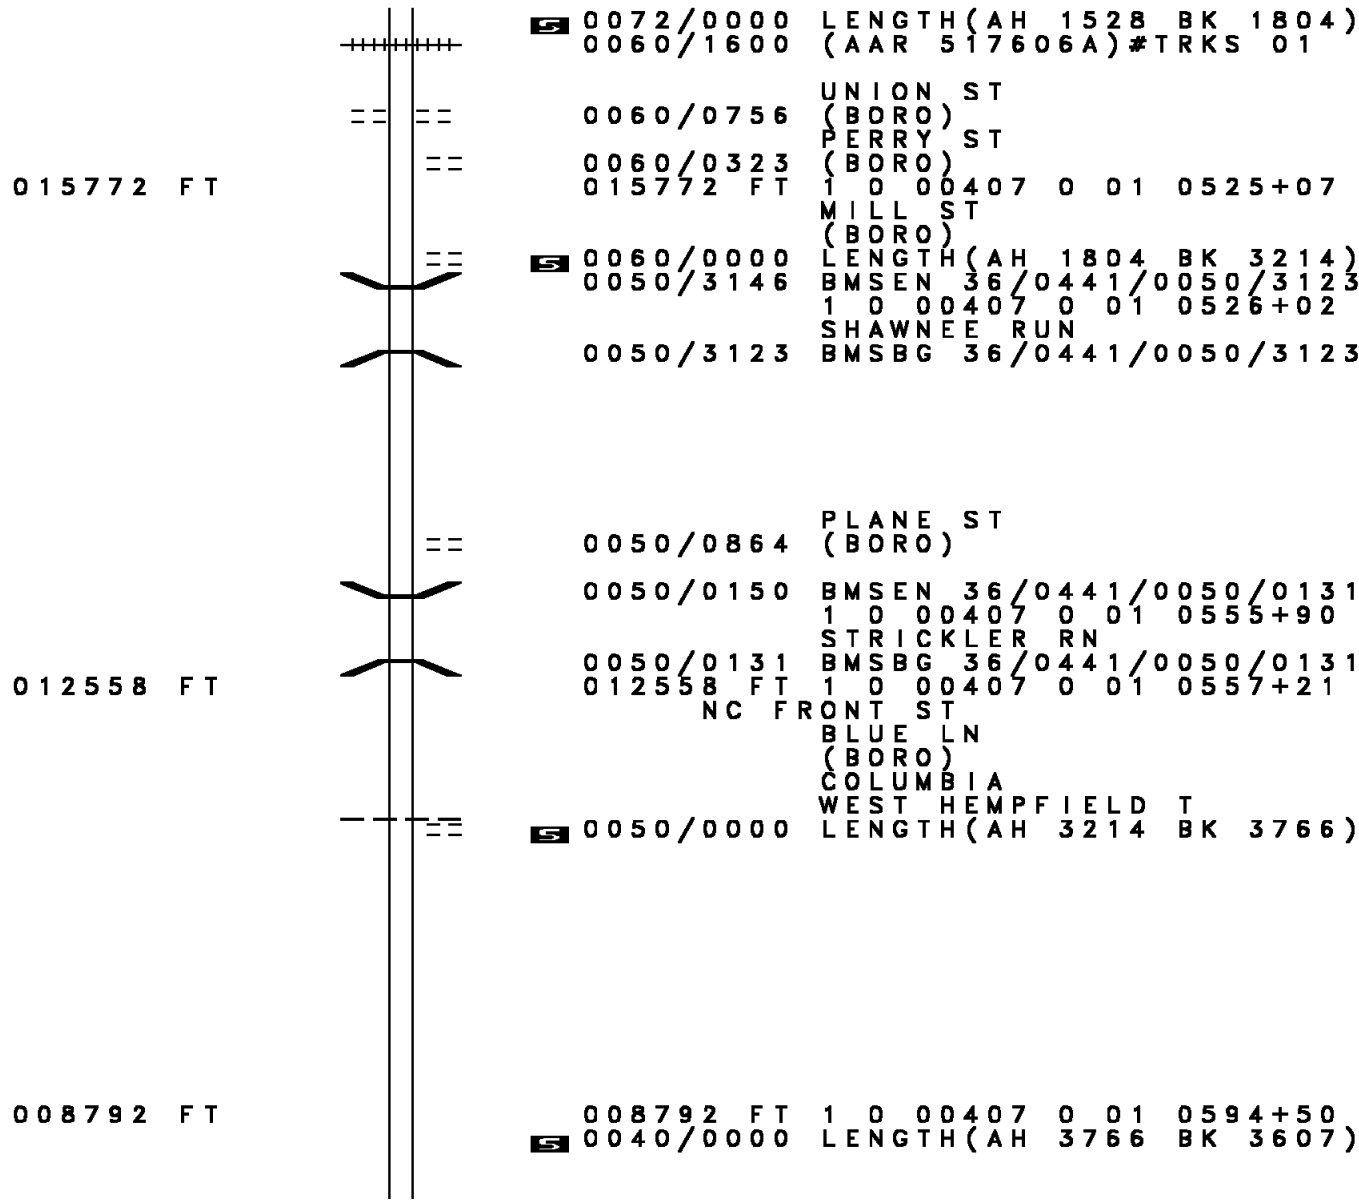 S 0072/0000 LENGTH(AH 1528 BK 1804)
0060/1600 (AAR 517606A)#TRKS 01
UNION ST
0060/0756 (BORO)
PERRY ST
0060/0323 (BORO)
015772 FT 015772 FT 1 0 00407 0 01 0525+07
MILL ST
(BORO)
S 0060/0000 LENGTH(AH 1804 BK 3214)
0050/3146 BMSEN 36/0441/0050/3123
1 0 00407 0 01 0526+02
SHAWNEE RUN
0050/3123 BMSBG 36/0441/0050/3123
PLANE ST
0050/0864 (BORO)
0050/0150 BMSEN 36/0441/0050/0131
1 0 00407 0 01 0555+90
STRICKLER RN
0050/0131 BMSBG 36/0441/0050/0131
012558 FT 012558 FT 1 0 00407 0 01 0557+21
NC FRONT ST
BLUE LN
(BORO)
COLUMBIA
WEST HEMPFIELD T
S 0050/0000 LENGTH(AH 3214 BK 3766)
008792 FT 008792 FT 1 0 00407 0 01 0594+50
S 0040/0000 LENGTH(AH 3766 BK 3607)